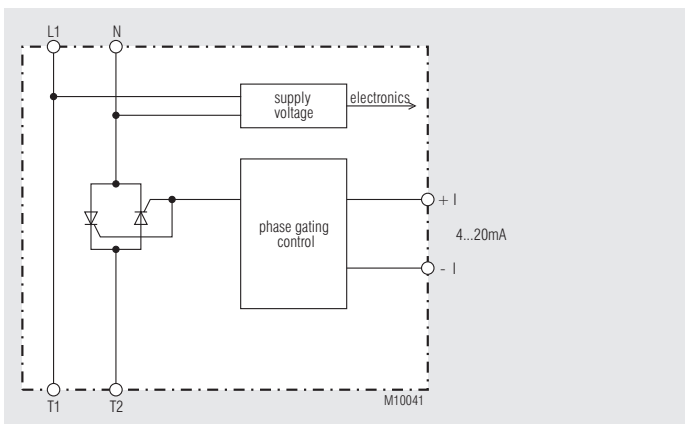 L1 N
supply
voltage
electronics
phase gating
control
+ I
4...20mA
- I
M10041
T1 T2